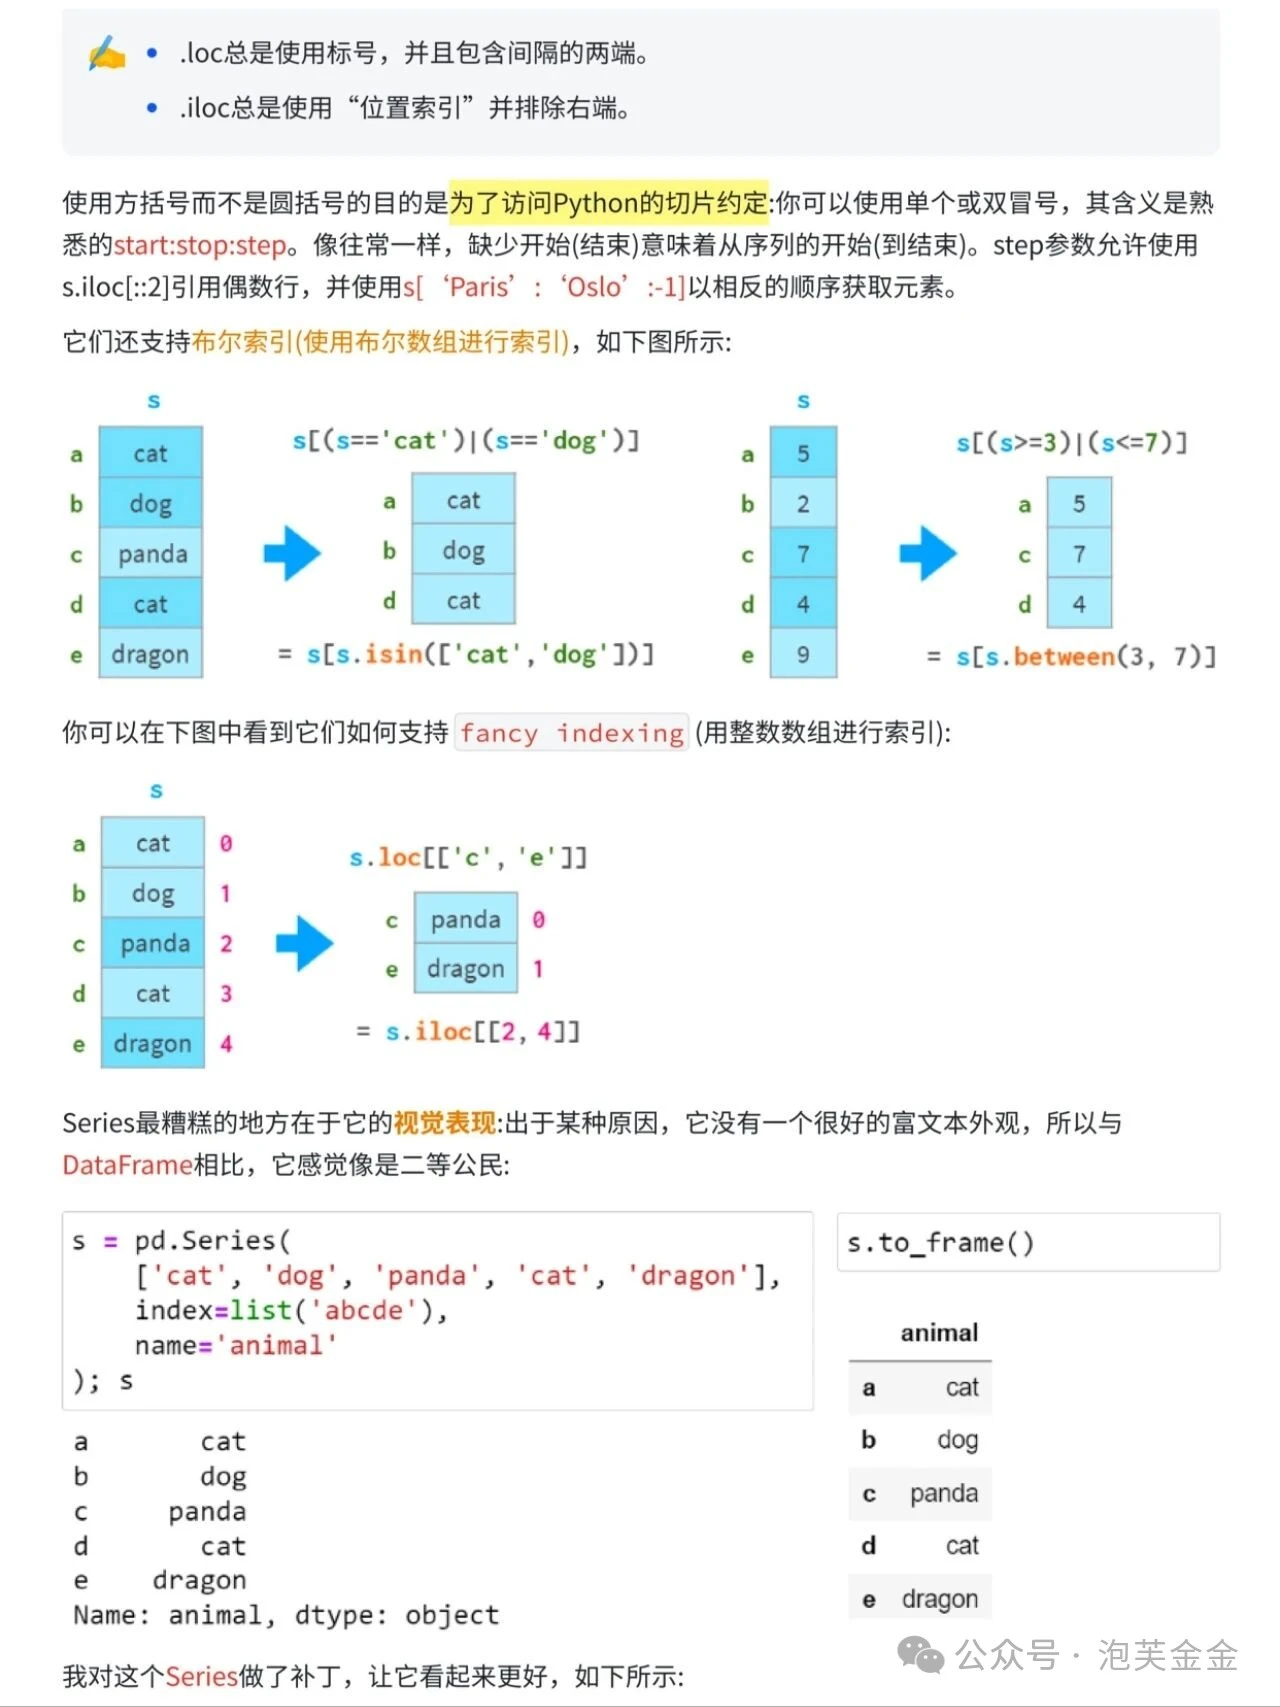 .loc总是使用标号，并且包含间隔的两端。
.iloc总是使用“位置索引”并排除右端。
使用方括号而不是圆括号的目的是为了访问Python的切片约定:你可以使用单个或双冒号，其含义是熟
悉的start:stop:step。像往常一样，缺少开始(结束)意味着从序列的开始(到结束)。step参数允许使用
s.iloc[::2]引用偶数行，并使用s[‘Paris’:‘Oslo’:-1]以相反的顺序获取元素。
它们还支持布尔索引(使用布尔数组进行索引)，如下图所示:
s
a cat
b dog
c panda
d cat
e dragon
s[(s=='cat')|(s=='dog')]
a cat
b dog
d cat
= s[s.isin(['cat','dog'])]
s
a 5
b 2
c 7
d 4
e 9
s[(s>=3)|(s<=7)]
a 5
c 7
d 4
= s[s.between(3, 7)]
你可以在下图中看到它们如何支持 fancy indexing (用整数数组进行索引):
s
a cat 0
b dog 1
c panda 2
d cat 3
e dragon 4
s.loc[['c', 'e']]
c panda 0
e dragon 1
= s.iloc[[2, 4]]
Series最糟糕的地方在于它的视觉表现:出于某种原因，它没有一个很好的富文本外观，所以与
DataFrame相比，它感觉像是二等公民:
s = pd.Series(
['cat', 'dog', 'panda', 'cat', 'dragon'],
index=list('abcde'),
name='animal'
); s
a cat
b dog
c panda
d cat
e dragon
Name: animal, dtype: object
s.to_frame()
animal
a cat
b dog
c panda
d cat
e dragon
我对这个Series做了补丁，让它看起来更好，如下所示:
公众号 · 泡芙金金